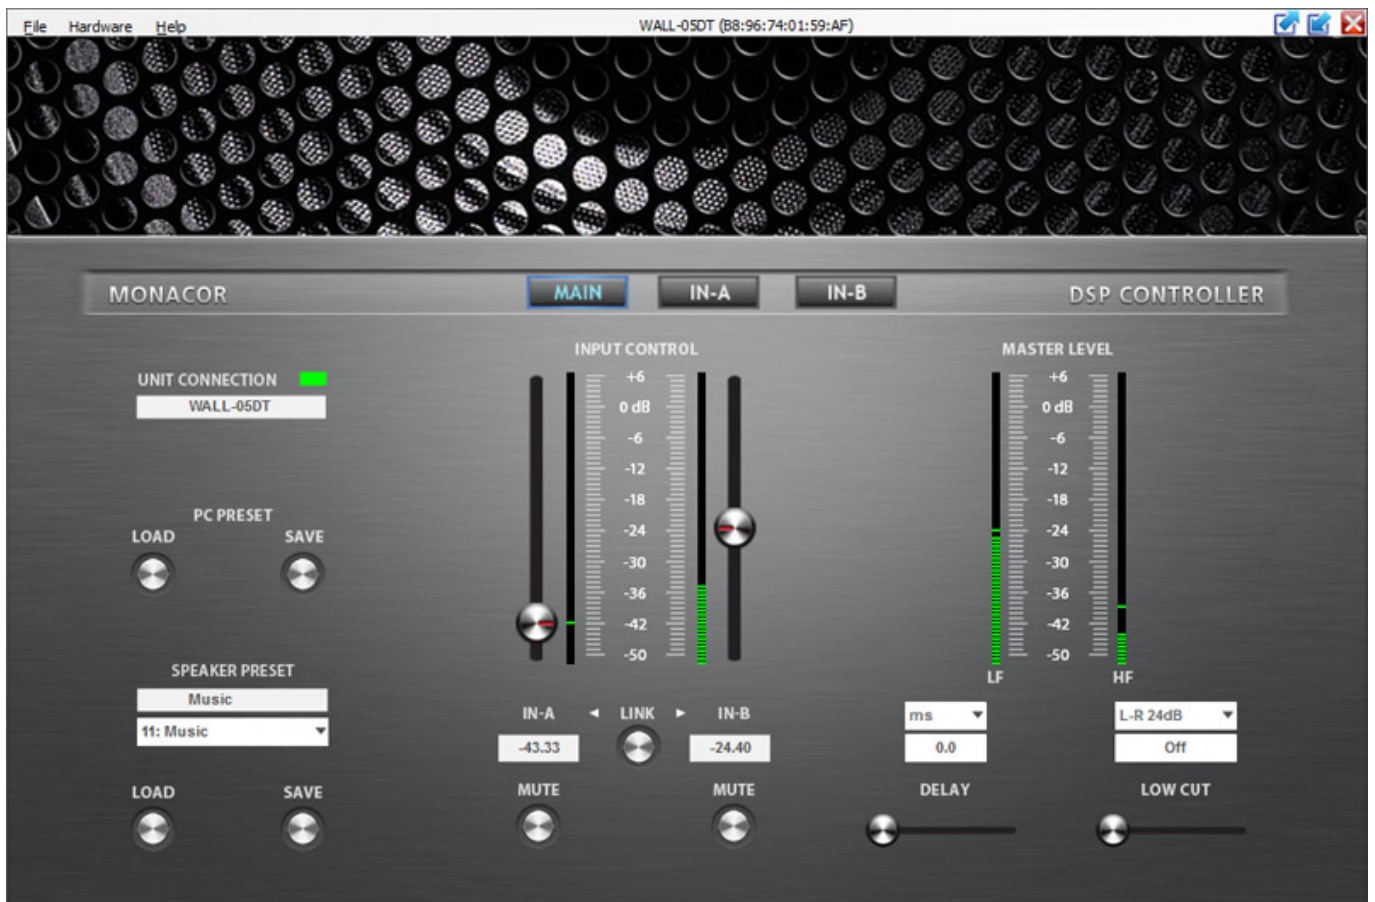 File Hardware Help WALL-05DT (B8:96:74:01:59:AF)
MONACOR MAIN IN-A IN-B DSP CONTROLLER
INPUT CONTROL MASTER LEVEL
UNIT CONNECTION
WALL-05DT
+6 +6
0 dB 0 dB
-6 -6
-12 -12
-18 -18
-24 -24
-30 -30
-36 -36
-42 -42
-50 -50
PC PRESET
LOAD SAVE
SPEAKER PRESET
Music
11: Music
LOAD SAVE
IN-A LINK IN-B
-43.33 -24.40
MUTE MUTE
LF HF
ms L-R 24dB
0.0 Off
DELAY LOW CUT